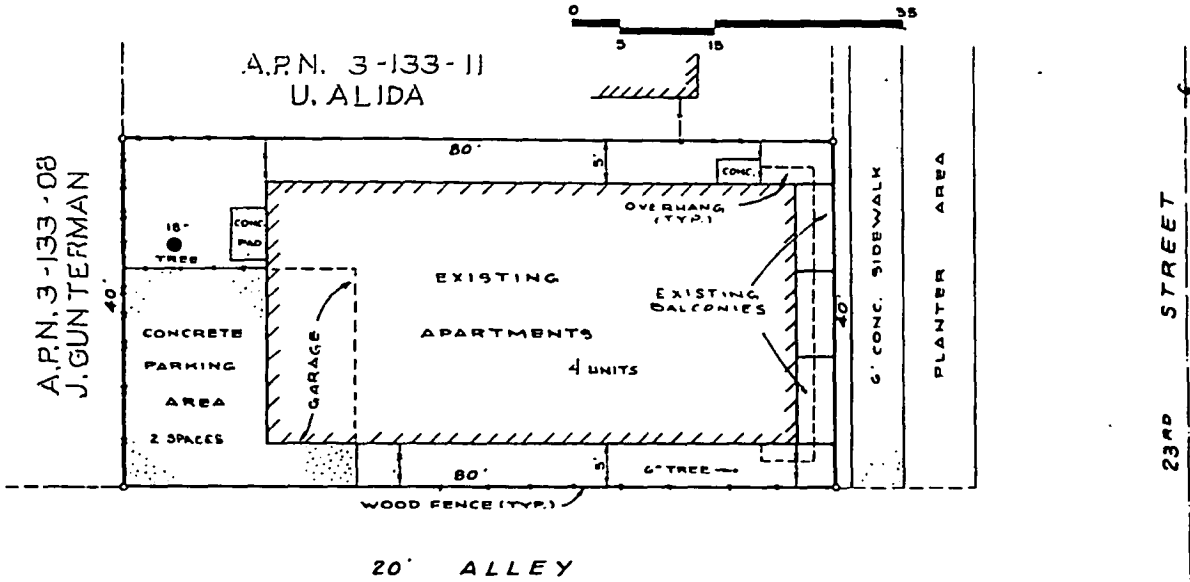 0 35
5 15
A.P.N. 3-133-11
U. ALIDA
A.P.N. 3-133-08
J. GUNTERMAN
80'
5'
CONC.
OVERHANG
(TYP.)
CONC.
PAD
18"
TREE
40'
EXISTING
APARTMENTS
4 UNITS
EXISTING
BALCONIES
40'
GARAGE
CONCRETE
PARKING
AREA
2 SPACES
80'
5'
6" TREE
WOOD FENCE (TYP.)
6' CONC. SIDEWALK
PLANTER AREA
23RD STREET
20' ALLEY